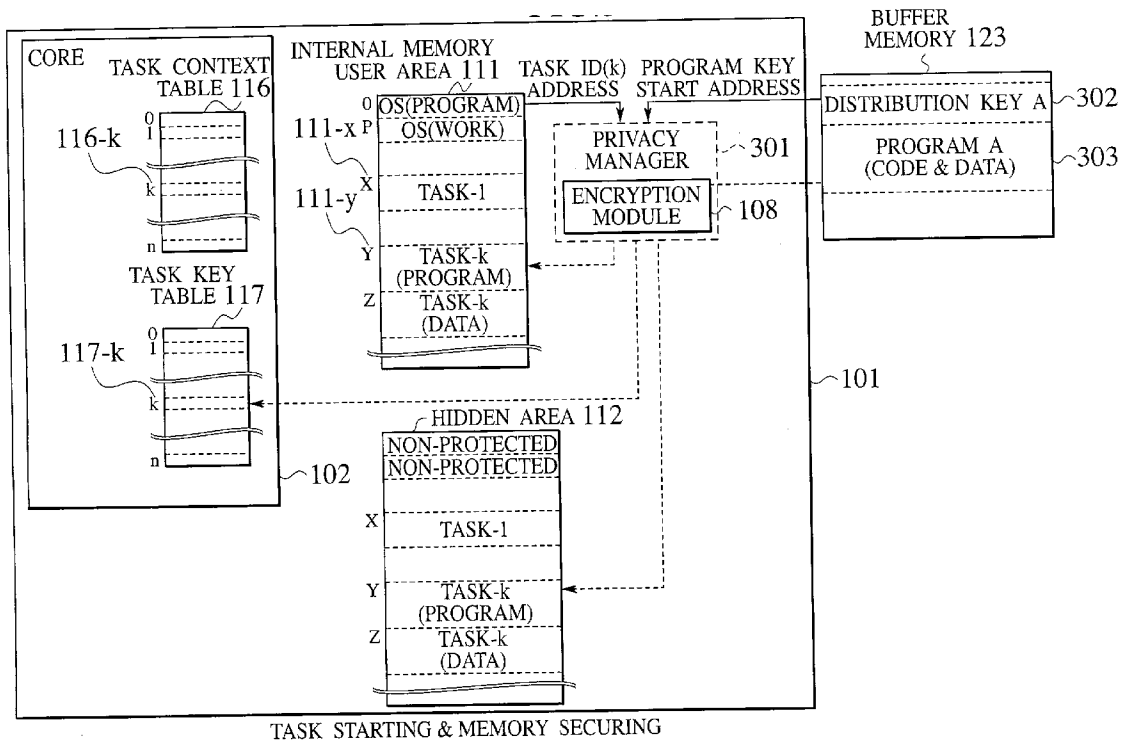 CORE
TASK CONTEXT
TABLE 116
0
1
116-k
k
n
TASK KEY
TABLE 117
0
1
117-k
k
n
102
INTERNAL MEMORY
USER AREA 111
0
OS(PROGRAM)
P
OS(WORK)
111-x
X
TASK-1
111-y
Y
TASK-k
(PROGRAM)
Z
TASK-k
(DATA)
TASK ID(k)
ADDRESS
PROGRAM KEY
START ADDRESS
PRIVACY
MANAGER
301
ENCRYPTION
MODULE
108
BUFFER
MEMORY 123
DISTRIBUTION KEY A
302
PROGRAM A
(CODE & DATA)
303
101
HIDDEN AREA 112
NON-PROTECTED
NON-PROTECTED
X
TASK-1
Y
TASK-k
(PROGRAM)
Z
TASK-k
(DATA)
TASK STARTING & MEMORY SECURING